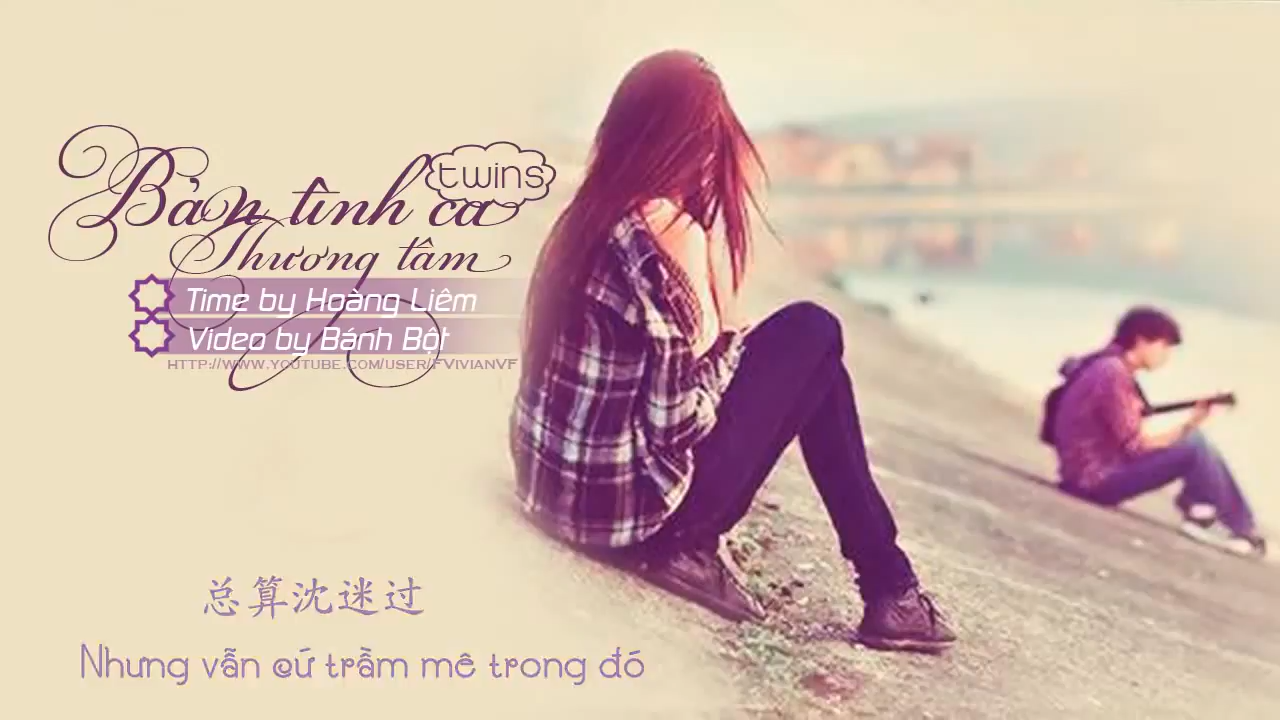 twins
Bản tình ca
Thương tâm
Time by Hoàng Liêm
Video by Bánh Bột
HTTP://WWW.YOUTUBE.COM/USER/FVIVIANVF
总算沈迷过
Nhưng vẫn cứ trầm mê trong đó